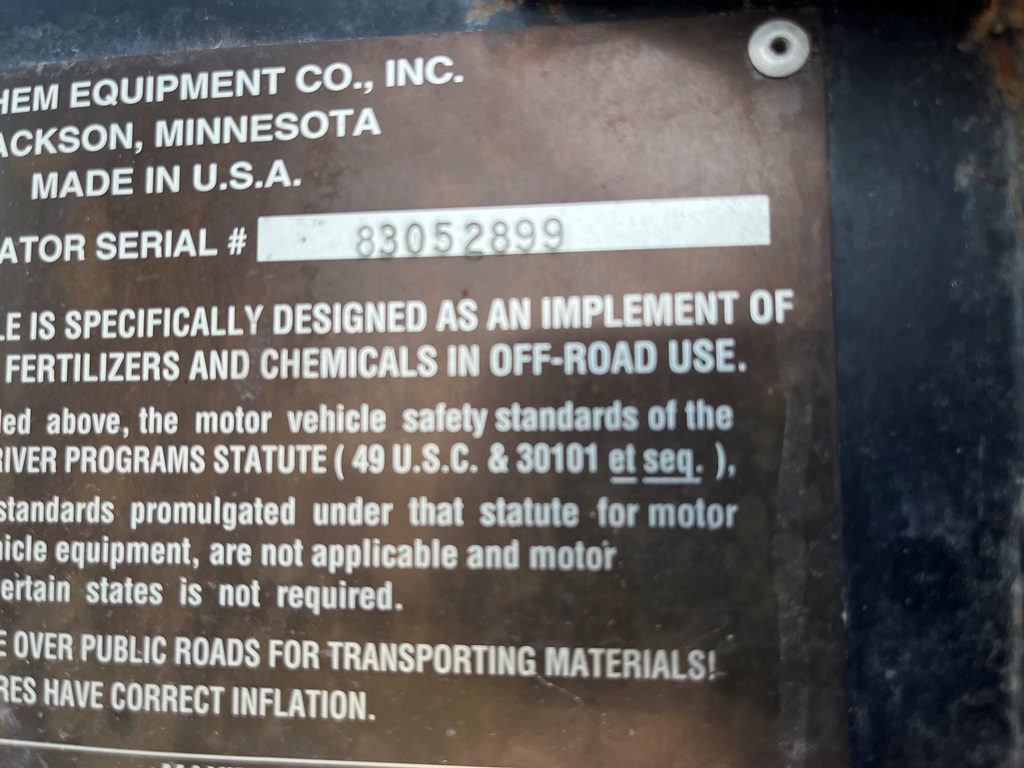 HEM EQUIPMENT CO., INC.
ACKSON, MINNESOTA
MADE IN U.S.A.
ATOR SERIAL # 83052899
LE IS SPECIFICALLY DESIGNED AS AN IMPLEMENT OF
FERTILIZERS AND CHEMICALS IN OFF-ROAD USE.
ded above, the motor vehicle safety standards of the
RIVER PROGRAMS STATUTE ( 49 U.S.C. & 30101 et seq. ),
standards promulgated under that statute for motor
hicle equipment, are not applicable and motor
ertain states is not required.
E OVER PUBLIC ROADS FOR TRANSPORTING MATERIALS!
RES HAVE CORRECT INFLATION.